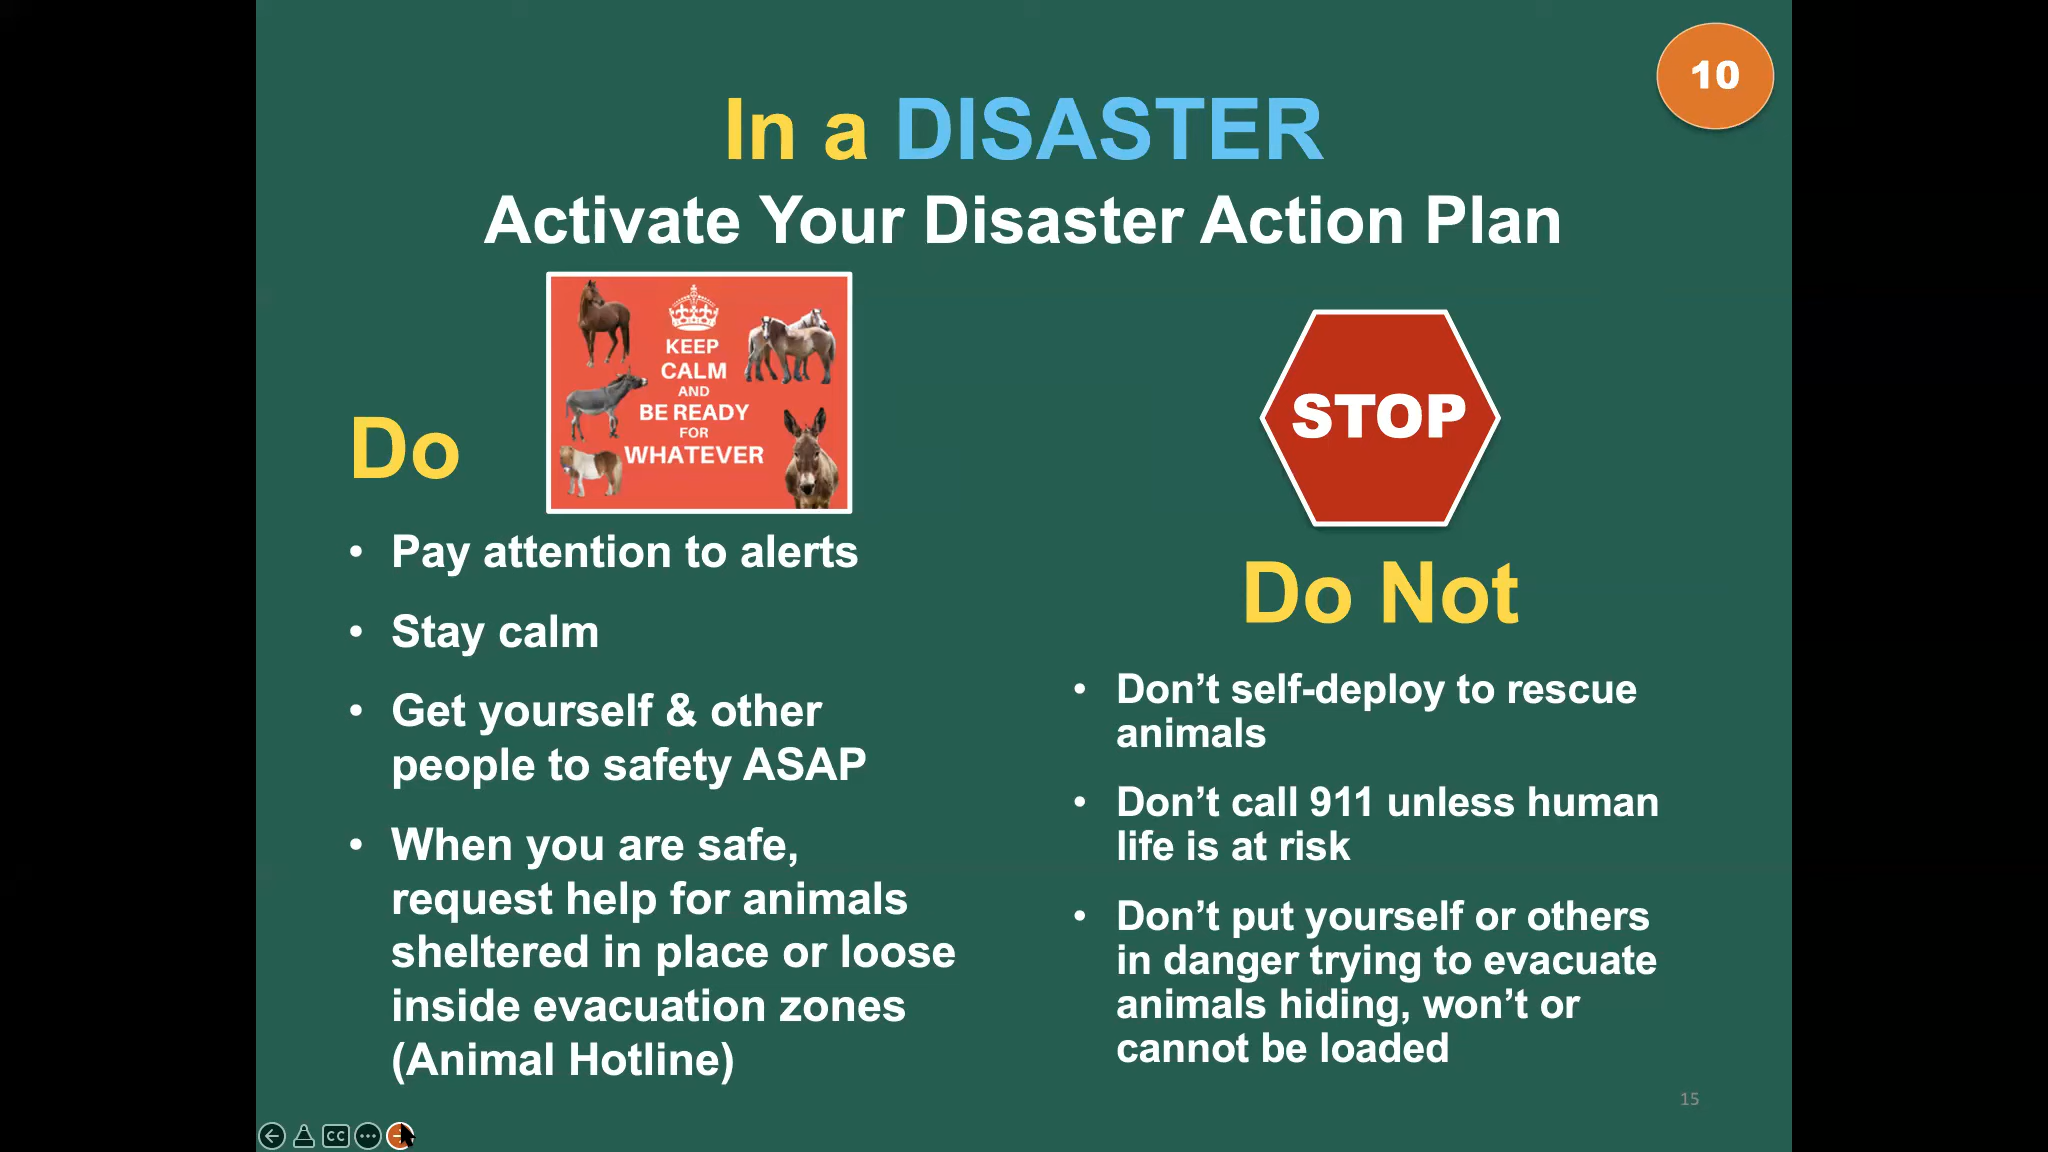 10
In a DISASTER
Activate Your Disaster Action Plan
KEEP
CALM
AND
BE READY
FOR
WHATEVER
Do
• Pay attention to alerts
• Stay calm
• Get yourself & other
people to safety ASAP
• When you are safe,
request help for animals
sheltered in place or loose
inside evacuation zones
(Animal Hotline)
STOP
Do Not
• Don’t self-deploy to rescue
animals
• Don’t call 911 unless human
life is at risk
• Don’t put yourself or others
in danger trying to evacuate
animals hiding, won’t or
cannot be loaded
15
CC